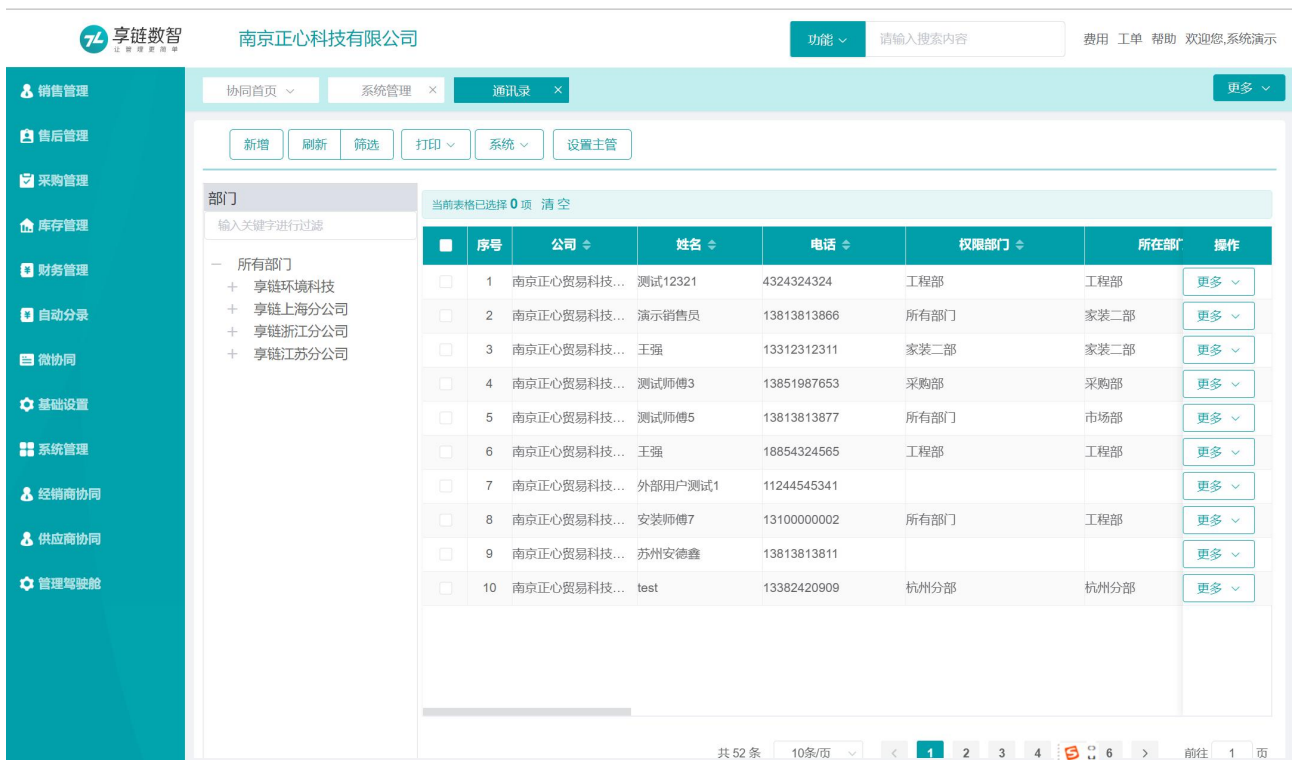 享链数智
让管理更简单
南京正心科技有限公司
功能
请输入搜索内容
费用 工单 帮助 欢迎您,系统演示
销售管理
售后管理
采购管理
库存管理
财务管理
自动分录
微协同
基础设置
系统管理
经销商协同
供应商协同
管理驾驶舱
协同首页 系统管理 × 通讯录 × 更多
新增 刷新 筛选 打印 系统 设置主管
部门
输入关键字进行过滤
所有部门
享链环境科技
享链上海分公司
享链浙江分公司
享链江苏分公司
当前表格已选择 0 项 清空
序号 公司 姓名 电话 权限部门 所在部 操作
1 南京正心贸易科技... 测试12321 4324324324 工程部 工程部 更多
2 南京正心贸易科技... 演示销售员 13813813866 所有部门 家装二部 更多
3 南京正心贸易科技... 王强 13312312311 家装二部 家装二部 更多
4 南京正心贸易科技... 测试师傅3 13851987653 采购部 采购部 更多
5 南京正心贸易科技... 测试师傅5 13813813877 所有部门 市场部 更多
6 南京正心贸易科技... 王强 18854324565 工程部 工程部 更多
7 南京正心贸易科技... 外部用户测试1 11244545341 更多
8 南京正心贸易科技... 安装师傅7 13100000002 所有部门 工程部 更多
9 南京正心贸易科技... 苏州安德鑫 13813813811 更多
10 南京正心贸易科技... test 13382420909 杭州分部 杭州分部 更多
共 52 条 10条/页 < 1 2 3 4 6 > 前往 1 页